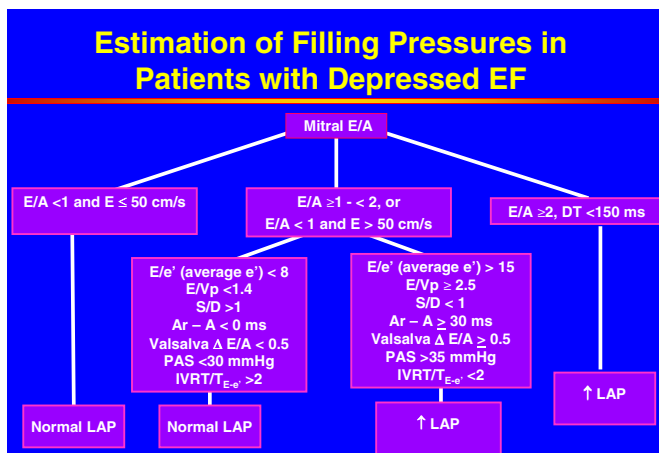 Estimation of Filling Pressures in
Patients with Depressed EF
Mitral E/A
E/A <1 and E ≤ 50 cm/s
E/A ≥1 - < 2, or
E/A < 1 and E > 50 cm/s
E/A ≥2, DT <150 ms
E/e' (average e') < 8
E/Vp <1.4
S/D >1
Ar – A < 0 ms
Valsalva Δ E/A < 0.5
PAS <30 mmHg
IVRT/T E-e' >2
E/e' (average e') > 15
E/Vp ≥ 2.5
S/D < 1
Ar – A ≥ 30 ms
Valsalva Δ E/A ≥ 0.5
PAS >35 mmHg
IVRT/T E-e' <2
Normal LAP
Normal LAP
↑ LAP
↑ LAP